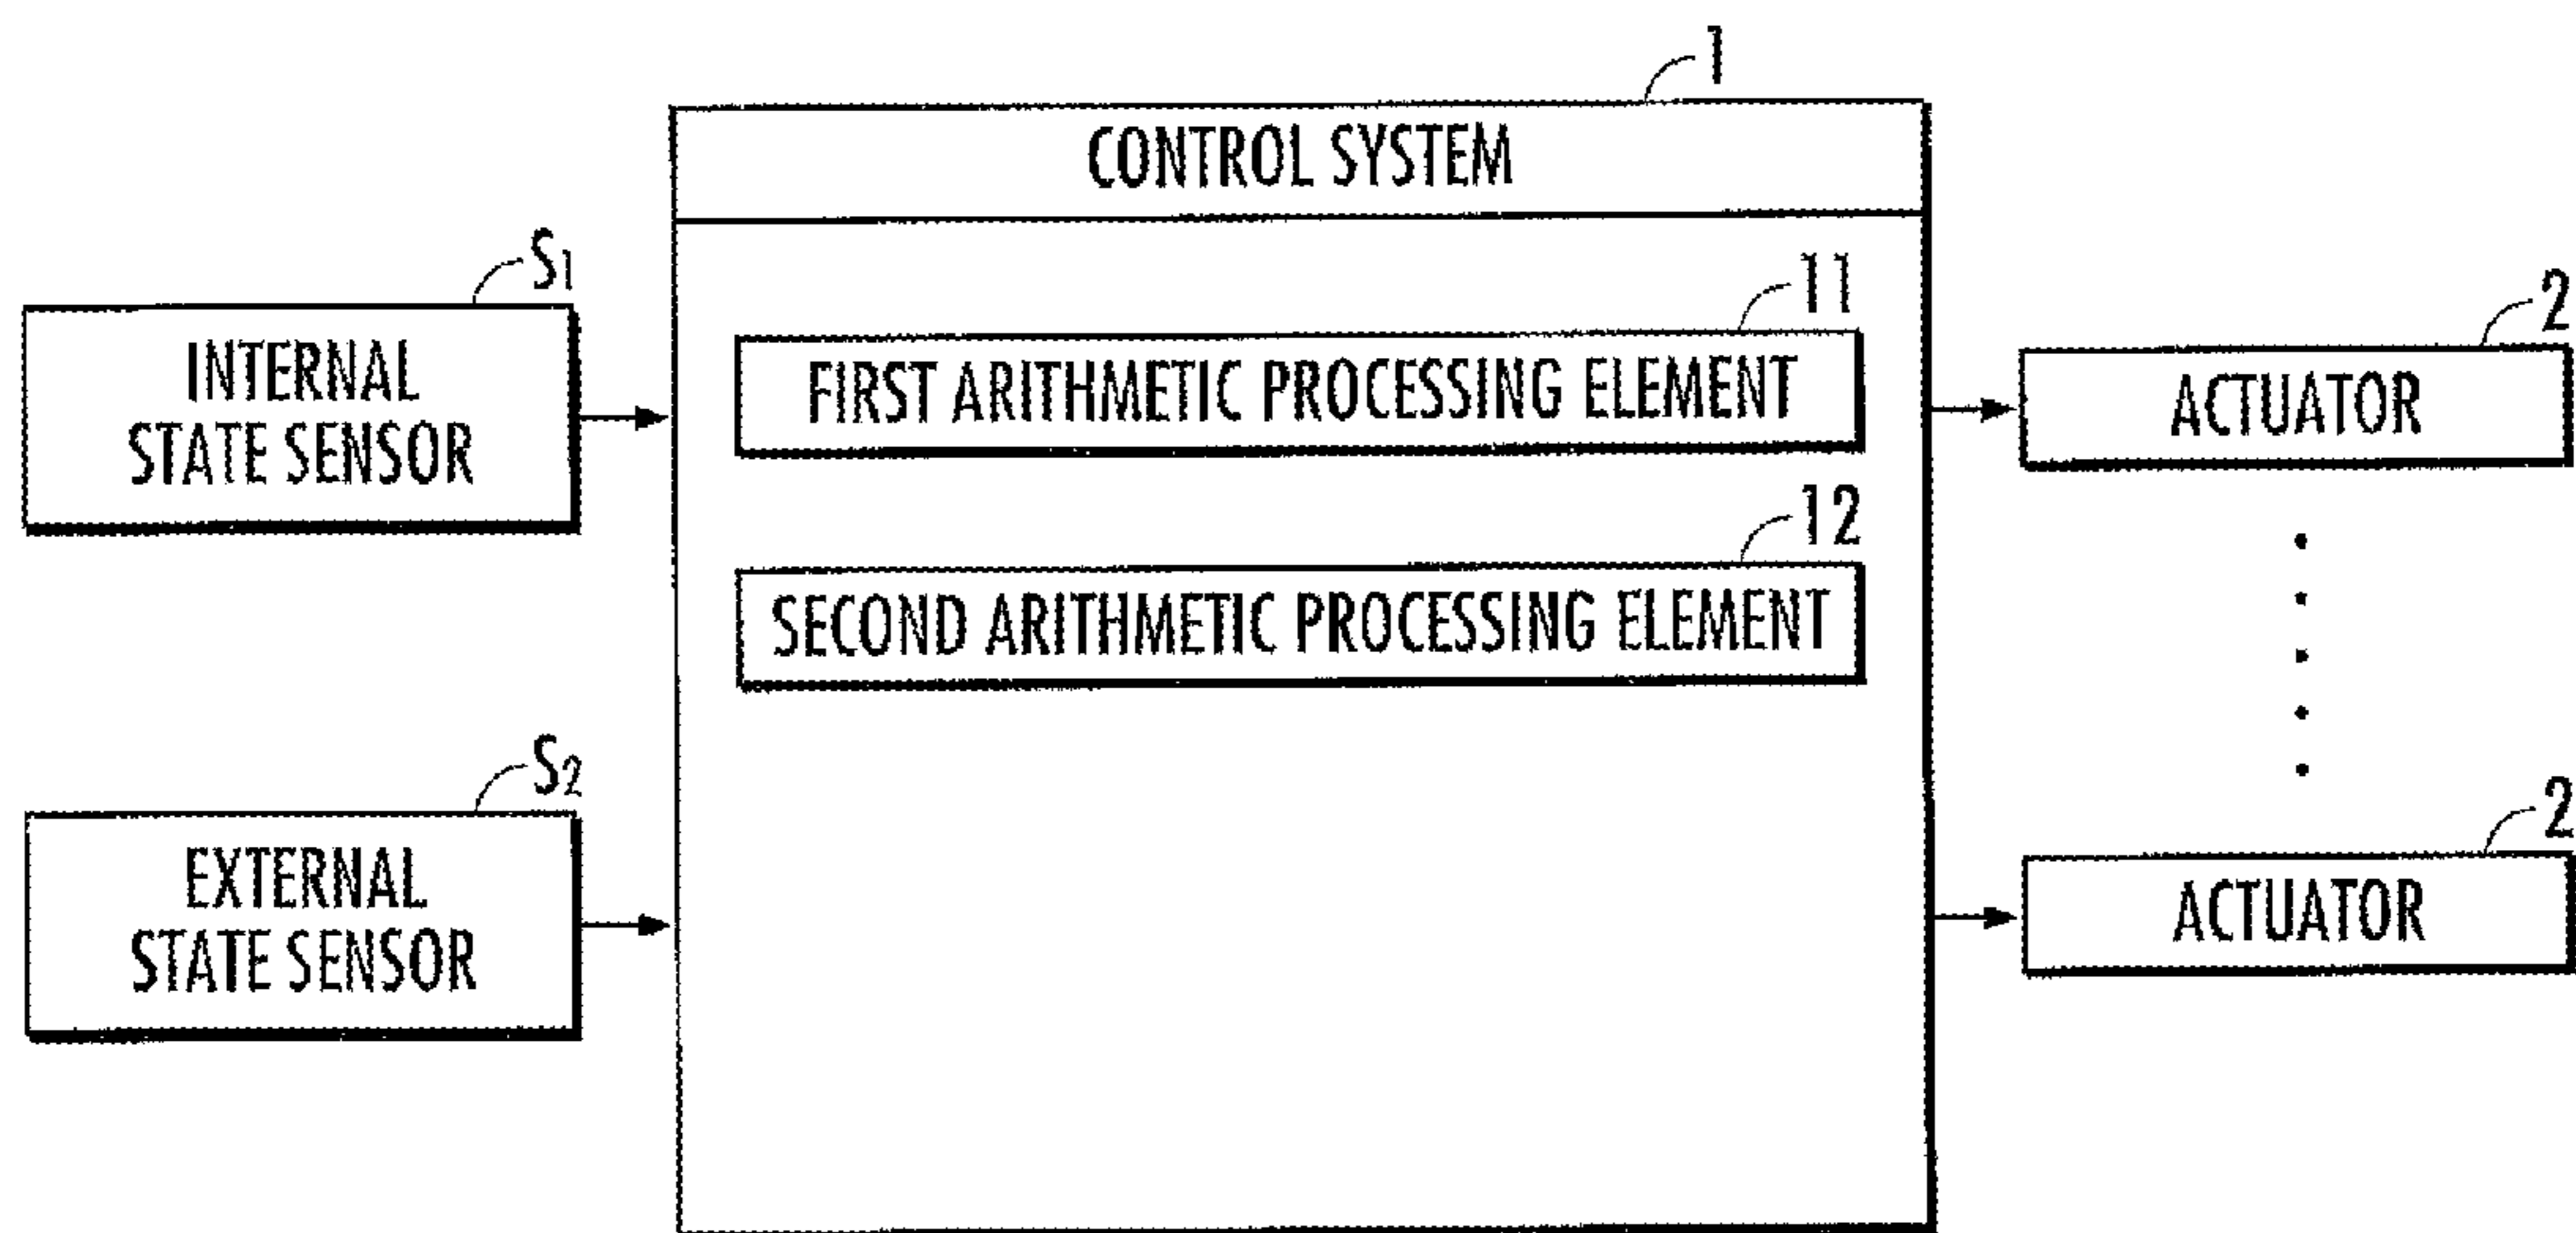 1
CONTROL SYSTEM
S1
INTERNAL
STATE SENSOR
11
FIRST ARITHMETIC PROCESSING ELEMENT
2
ACTUATOR
12
SECOND ARITHMETIC PROCESSING ELEMENT
S2
EXTERNAL
STATE SENSOR
2
ACTUATOR